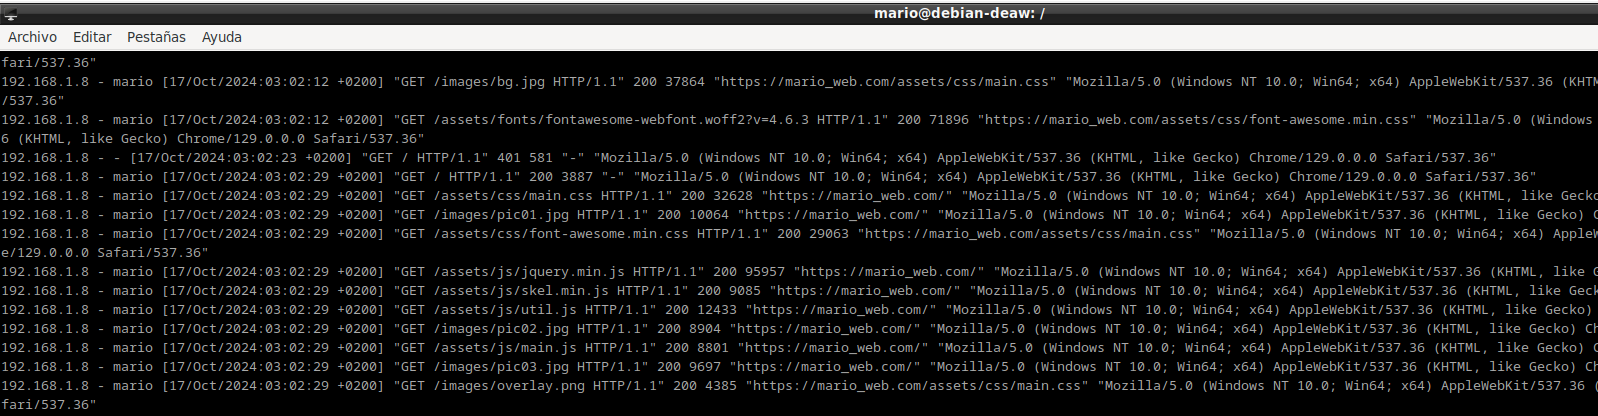 mario@debian-deaw: /
Archivo Editar Pestañas Ayuda
fari/537.36"
192.168.1.8 - mario [17/Oct/2024:03:02:12 +0200] "GET /images/bg.jpg HTTP/1.1" 200 37864 "https://mario_web.com/assets/css/main.css" "Mozilla/5.0 (Windows NT 10.0; Win64; x64) AppleWebKit/537.36 (KHTM
/537.36"
192.168.1.8 - mario [17/Oct/2024:03:02:12 +0200] "GET /assets/fonts/fontawesome-webfont.woff2?v=4.6.3 HTTP/1.1" 200 71896 "https://mario_web.com/assets/css/font-awesome.min.css" "Mozilla/5.0 (Windows
6 (KHTML, like Gecko) Chrome/129.0.0.0 Safari/537.36"
192.168.1.8 - - [17/Oct/2024:03:02:23 +0200] "GET / HTTP/1.1" 401 581 "-" "Mozilla/5.0 (Windows NT 10.0; Win64; x64) AppleWebKit/537.36 (KHTML, like Gecko) Chrome/129.0.0.0 Safari/537.36"
192.168.1.8 - mario [17/Oct/2024:03:02:29 +0200] "GET / HTTP/1.1" 200 3887 "-" "Mozilla/5.0 (Windows NT 10.0; Win64; x64) AppleWebKit/537.36 (KHTML, like Gecko) Chrome/129.0.0.0 Safari/537.36"
192.168.1.8 - mario [17/Oct/2024:03:02:29 +0200] "GET /assets/css/main.css HTTP/1.1" 200 32628 "https://mario_web.com/" "Mozilla/5.0 (Windows NT 10.0; Win64; x64) AppleWebKit/537.36 (KHTML, like Gecko
192.168.1.8 - mario [17/Oct/2024:03:02:29 +0200] "GET /images/pic01.jpg HTTP/1.1" 200 10064 "https://mario_web.com/" "Mozilla/5.0 (Windows NT 10.0; Win64; x64) AppleWebKit/537.36 (KHTML, like Gecko) C
192.168.1.8 - mario [17/Oct/2024:03:02:29 +0200] "GET /assets/css/font-awesome.min.css HTTP/1.1" 200 29063 "https://mario_web.com/assets/css/main.css" "Mozilla/5.0 (Windows NT 10.0; Win64; x64) AppleW
e/129.0.0.0 Safari/537.36"
192.168.1.8 - mario [17/Oct/2024:03:02:29 +0200] "GET /assets/js/jquery.min.js HTTP/1.1" 200 95957 "https://mario_web.com/" "Mozilla/5.0 (Windows NT 10.0; Win64; x64) AppleWebKit/537.36 (KHTML, like G
192.168.1.8 - mario [17/Oct/2024:03:02:29 +0200] "GET /assets/js/skel.min.js HTTP/1.1" 200 9085 "https://mario_web.com/" "Mozilla/5.0 (Windows NT 10.0; Win64; x64) AppleWebKit/537.36 (KHTML, like Geck
192.168.1.8 - mario [17/Oct/2024:03:02:29 +0200] "GET /assets/js/util.js HTTP/1.1" 200 12433 "https://mario_web.com/" "Mozilla/5.0 (Windows NT 10.0; Win64; x64) AppleWebKit/537.36 (KHTML, like Gecko)
192.168.1.8 - mario [17/Oct/2024:03:02:29 +0200] "GET /images/pic02.jpg HTTP/1.1" 200 8904 "https://mario_web.com/" "Mozilla/5.0 (Windows NT 10.0; Win64; x64) AppleWebKit/537.36 (KHTML, like Gecko) Ch
192.168.1.8 - mario [17/Oct/2024:03:02:29 +0200] "GET /assets/js/main.js HTTP/1.1" 200 8801 "https://mario_web.com/" "Mozilla/5.0 (Windows NT 10.0; Win64; x64) AppleWebKit/537.36 (KHTML, like Gecko) C
192.168.1.8 - mario [17/Oct/2024:03:02:29 +0200] "GET /images/pic03.jpg HTTP/1.1" 200 9697 "https://mario_web.com/" "Mozilla/5.0 (Windows NT 10.0; Win64; x64) AppleWebKit/537.36 (KHTML, like Gecko) Ch
192.168.1.8 - mario [17/Oct/2024:03:02:29 +0200] "GET /images/overlay.png HTTP/1.1" 200 4385 "https://mario_web.com/assets/css/main.css" "Mozilla/5.0 (Windows NT 10.0; Win64; x64) AppleWebKit/537.36 (
fari/537.36"